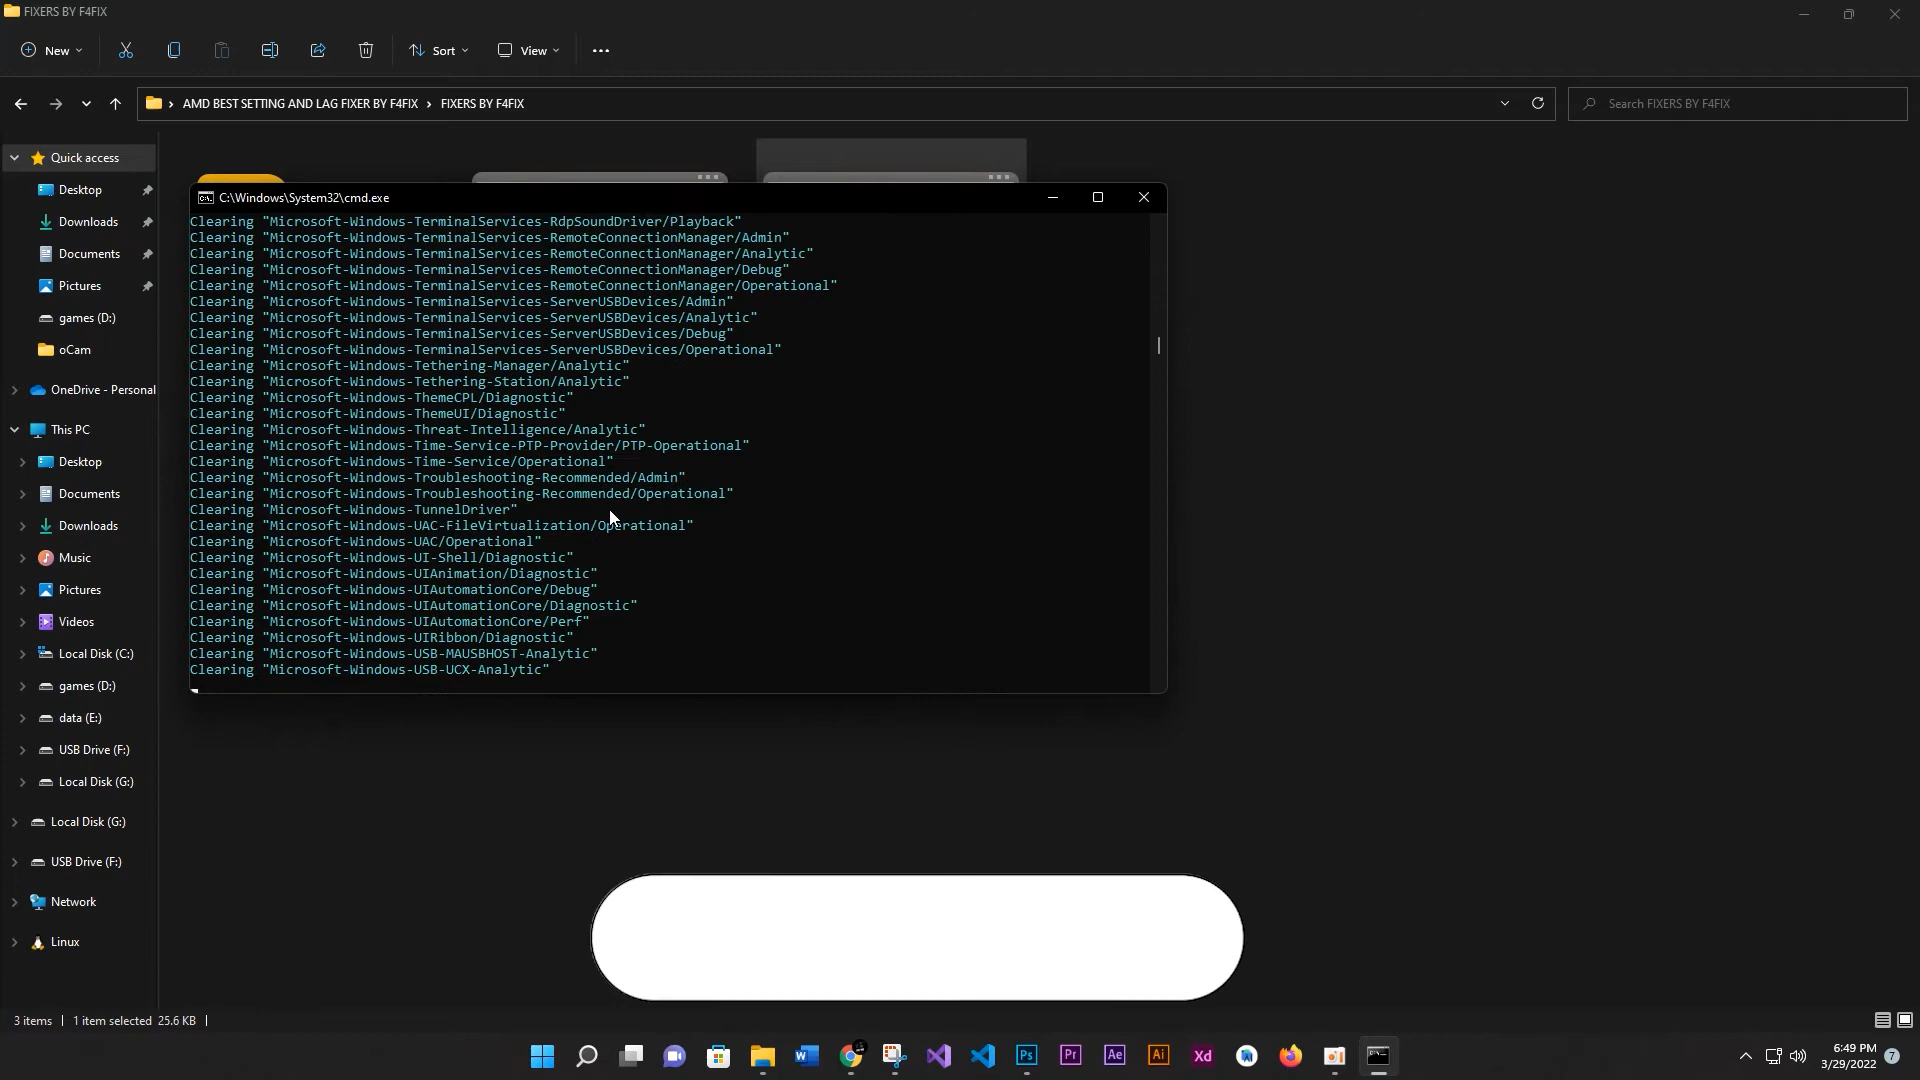 FIXERS BY F4FIX
New
Sort
View
AMD BEST SETTING AND LAG FIXER BY F4FIX > FIXERS BY F4FIX
Search FIXERS BY F4FIX
Quick access
Desktop
Downloads
Documents
Pictures
games (D:)
oCam
OneDrive - Personal
This PC
Desktop
Documents
Downloads
Music
Pictures
Videos
Local Disk (C:)
games (D:)
data (E:)
USB Drive (F:)
Local Disk (G:)
Local Disk (G:)
USB Drive (F:)
Network
Linux
C:\Windows\System32\cmd.exe
Clearing "Microsoft-Windows-TerminalServices-RdpSoundDriver/Playback"
Clearing "Microsoft-Windows-TerminalServices-RemoteConnectionManager/Admin"
Clearing "Microsoft-Windows-TerminalServices-RemoteConnectionManager/Analytic"
Clearing "Microsoft-Windows-TerminalServices-RemoteConnectionManager/Debug"
Clearing "Microsoft-Windows-TerminalServices-RemoteConnectionManager/Operational"
Clearing "Microsoft-Windows-TerminalServices-ServerUSBDevices/Admin"
Clearing "Microsoft-Windows-TerminalServices-ServerUSBDevices/Analytic"
Clearing "Microsoft-Windows-TerminalServices-ServerUSBDevices/Debug"
Clearing "Microsoft-Windows-TerminalServices-ServerUSBDevices/Operational"
Clearing "Microsoft-Windows-Tethering-Manager/Analytic"
Clearing "Microsoft-Windows-Tethering-Station/Analytic"
Clearing "Microsoft-Windows-ThemeCPL/Diagnostic"
Clearing "Microsoft-Windows-ThemeUI/Diagnostic"
Clearing "Microsoft-Windows-Threat-Intelligence/Analytic"
Clearing "Microsoft-Windows-Time-Service-PTP-Provider/PTP-Operational"
Clearing "Microsoft-Windows-Time-Service/Operational"
Clearing "Microsoft-Windows-Troubleshooting-Recommended/Admin"
Clearing "Microsoft-Windows-Troubleshooting-Recommended/Operational"
Clearing "Microsoft-Windows-TunnelDriver"
Clearing "Microsoft-Windows-UAC-FileVirtualization/Operational"
Clearing "Microsoft-Windows-UAC/Operational"
Clearing "Microsoft-Windows-UI-Shell/Diagnostic"
Clearing "Microsoft-Windows-UIAnimation/Diagnostic"
Clearing "Microsoft-Windows-UIAutomationCore/Debug"
Clearing "Microsoft-Windows-UIAutomationCore/Diagnostic"
Clearing "Microsoft-Windows-UIAutomationCore/Perf"
Clearing "Microsoft-Windows-UIRibbon/Diagnostic"
Clearing "Microsoft-Windows-USB-MAUSBHOST-Analytic"
Clearing "Microsoft-Windows-USB-UCX-Analytic"
3 items | 1 item selected 25.6 KB |
W
Ps
Pr
Ae
Ai
Xd
6:49 PM
3/29/2022
7